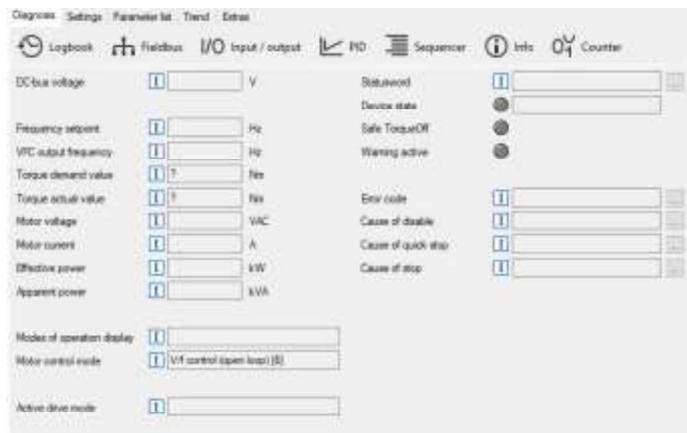 Diagnosis Settings Parameter list Trend Extras
Logbook Fieldbus I/O Input / output PID Sequencer Info Counter
DC-bus voltage V
Statusword
Device state
Frequency setpoint Hz
Safe TorqueOff
VFC output frequency Hz
Warning active
Torque demand value ? Nm
Torque actual value ? Nm
Error code
Motor voltage VAC
Cause of disable
Motor current A
Cause of quick stop
Effective power kW
Cause of stop
Apparent power kVA
Modes of operation display
Motor control mode V/f control (open loop) [6]
Active drive mode